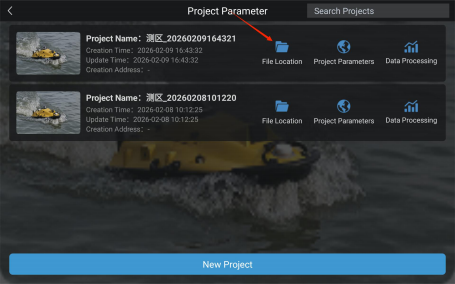 Project Parameter
Search Projects
Project Name：测区_20260209164321
Creation Time：2026-02-09 16:43:32
Update Time：2026-02-09 16:43:32
Creation Address：--
File Location
Project Parameters
Data Processing
Project Name：测区_20260208101220
Creation Time：2026-02-08 10:12:25
Update Time：2026-02-08 10:12:25
Creation Address：--
File Location
Project Parameters
Data Processing
New Project